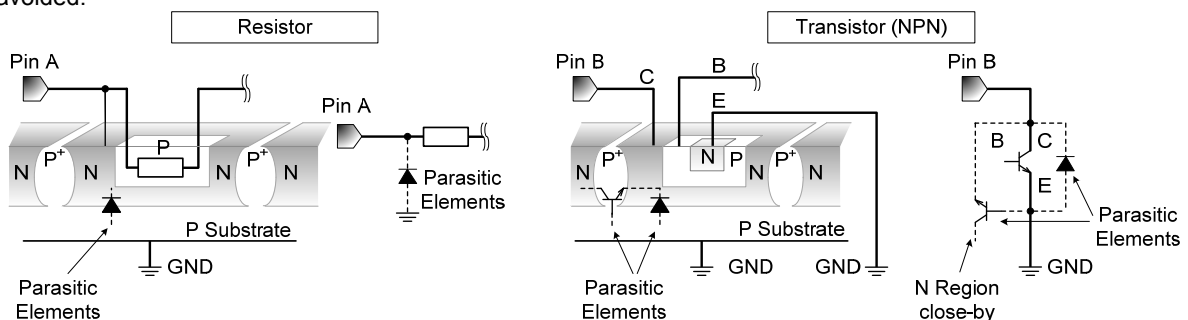 avoided.
Resistor
Transistor (NPN)
Pin A
Pin A
Pin B
C
B
E
Pin B
N
P+
N
P
N
P+
N
Parasitic
Elements
N
P+
N
N
P
N
P+
N
B
C
E
P Substrate
GND
Parasitic
Elements
P Substrate
GND
GND
Parasitic
Elements
Parasitic
Elements
GND
N Region
close-by